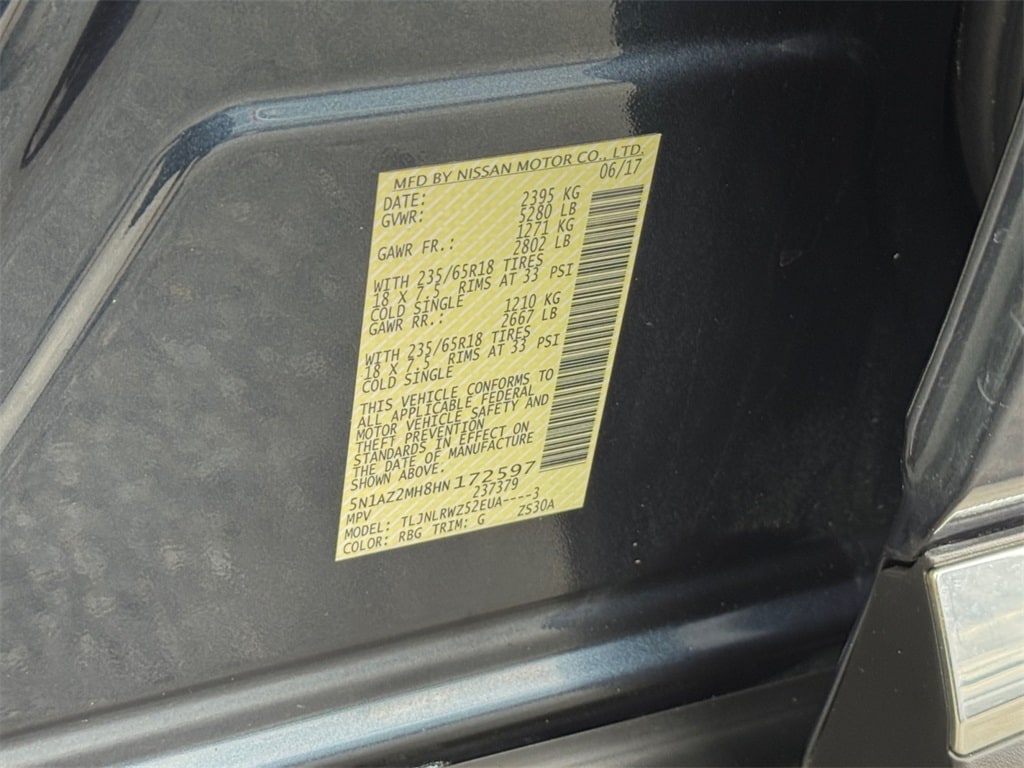 MFD BY NISSAN MOTOR CO., LTD.
DATE: 06/17
GVWR: 2395 KG
5280 LB
GAWR FR.: 1271 KG
2802 LB
WITH 235/65R18 TIRES
18 X 7.5 RIMS AT 33 PSI
COLD SINGLE
GAWR RR.: 1210 KG
2667 LB
WITH 235/65R18 TIRES
18 X 7.5 RIMS AT 33 PSI
COLD SINGLE
THIS VEHICLE CONFORMS TO
ALL APPLICABLE FEDERAL
MOTOR VEHICLE SAFETY AND
THEFT PREVENTION
STANDARDS IN EFFECT ON
THE DATE OF MANUFACTURE
SHOWN ABOVE.
5N1AZ2MH8HN172597
MPV 237379
MODEL: TLJNLRWZ52EUA----3
COLOR: RBG TRIM: G ZS30A